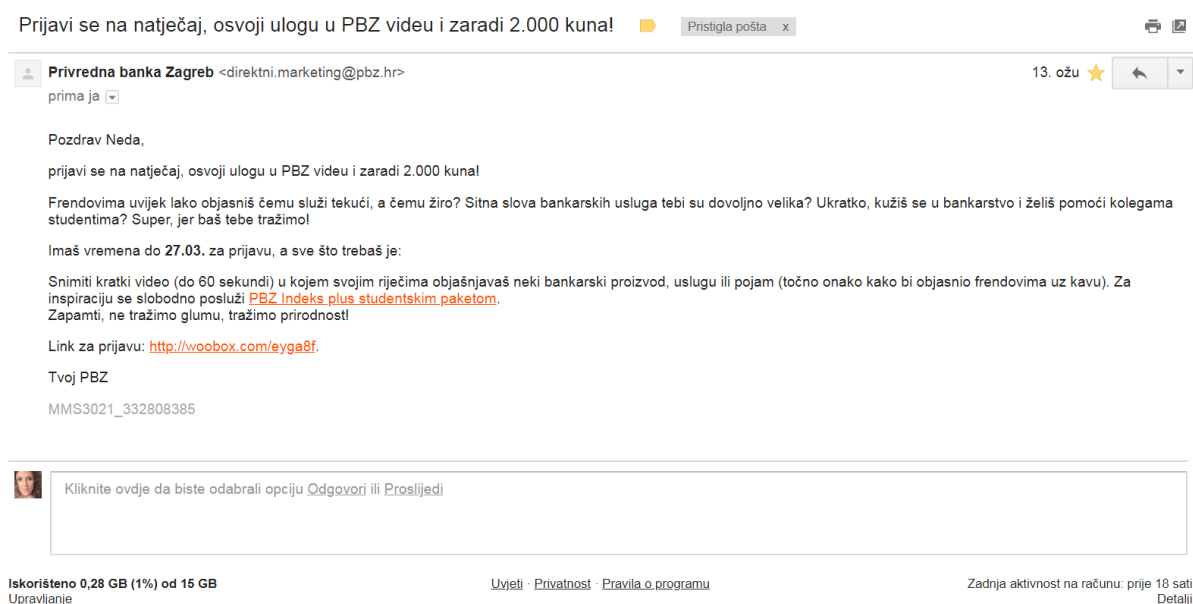 Prijavi se na natječaj, osvoji ulogu u PBZ videu i zaradi 2.000 kuna!
Pristigla pošta x
Privredna banka Zagreb <direktni.marketing@pbz.hr>
13. ožu
prima ja
Pozdrav Neda,
prijavi se na natječaj, osvoji ulogu u PBZ videu i zaradi 2.000 kuna!
Frendovima uvijek lako objasniš čemu služi tekući, a čemu žiro? Sitna slova bankarskih usluga tebi su dovoljno velika? Ukratko, kužiš se u bankarstvo i želiš pomoći kolegama
studentima? Super, jer baš tebe tražimo!
Imaš vremena do 27.03. za prijavu, a sve što trebaš je:
Snimiti kratki video (do 60 sekundi) u kojem svojim riječima objašnjavaš neki bankarski proizvod, uslugu ili pojam (točno onako kako bi objasnio frendovima uz kavu). Za
inspiraciju se slobodno posluži PBZ Indeks plus studentskim paketom.
Zapamti, ne tražimo glumu, tražimo prirodnost!
Link za prijavu: http://woobox.com/eyga8f.
Tvoj PBZ
MMS3021_332808385
Kliknite ovdje da biste odabrali opciju Odgovori ili Proslijedi
Iskorišteno 0,28 GB (1%) od 15 GB
Upravljanje
Uvjeti · Privatnost · Pravila o programu
Zadnja aktivnost na računu: prije 18 sati
Detalji